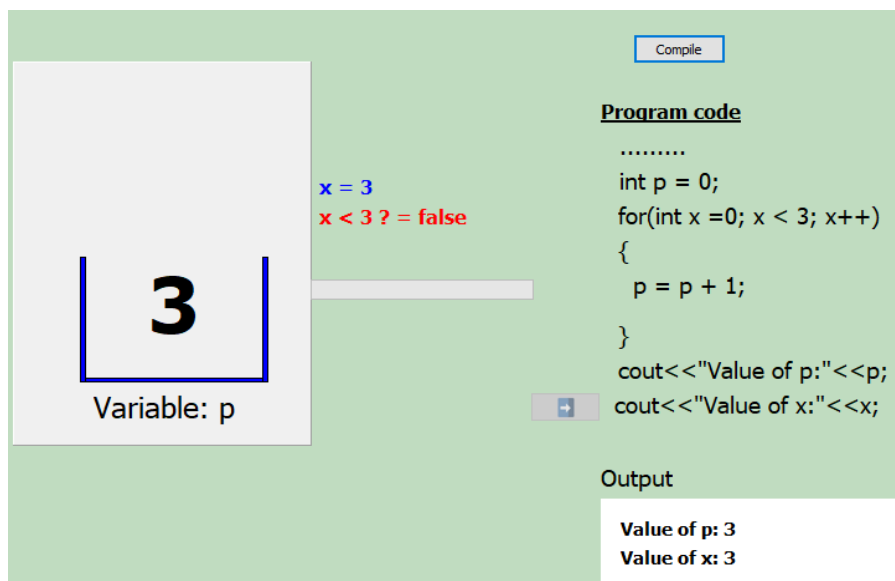 Compile
Program code
.........
int p = 0;
for(int x =0; x < 3; x++)
{
p = p + 1;
}
cout<<"Value of p:"<<p;
cout<<"Value of x:"<<x;
x = 3
x < 3 ? = false
3
Variable: p
Output
Value of p: 3
Value of x: 3